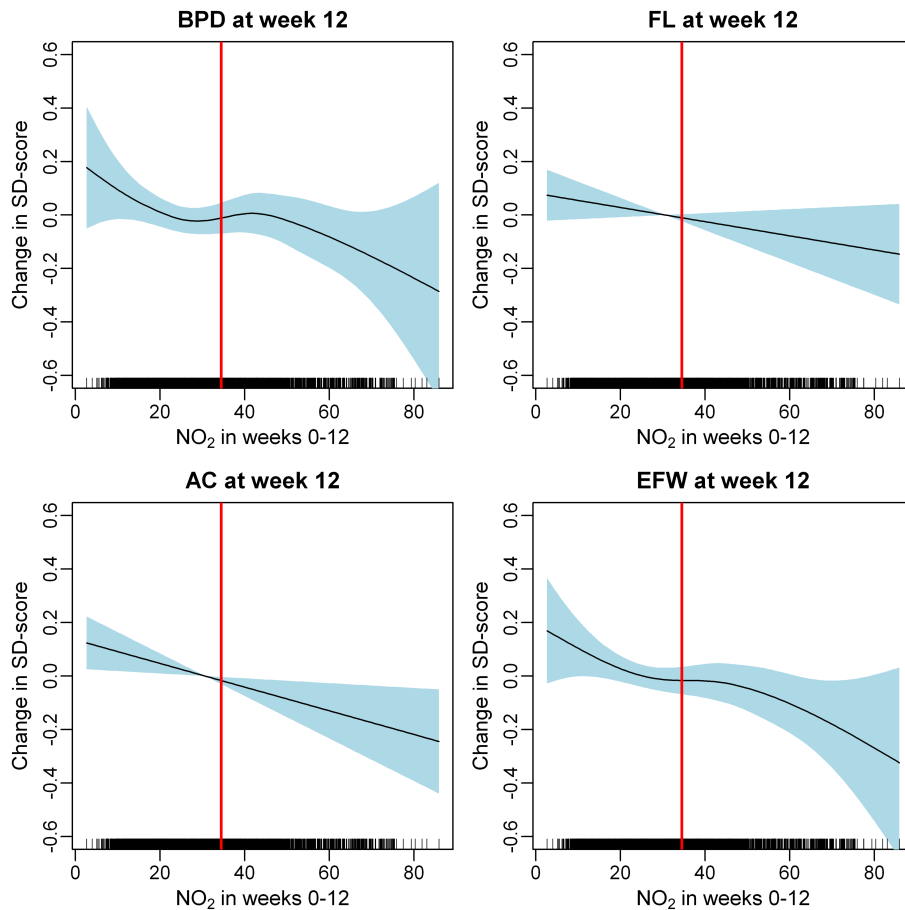 BPD at week 12
Change in SD-score
0.6
0.4
0.2
0.0
-0.2
-0.4
-0.6
0 20 40 60 80
NO2 in weeks 0-12
FL at week 12
Change in SD-score
0.6
0.4
0.2
0.0
-0.2
-0.4
-0.6
0 20 40 60 80
NO2 in weeks 0-12
AC at week 12
Change in SD-score
0.6
0.4
0.2
0.0
-0.2
-0.4
-0.6
0 20 40 60 80
NO2 in weeks 0-12
EFW at week 12
Change in SD-score
0.6
0.4
0.2
0.0
-0.2
-0.4
-0.6
0 20 40 60 80
NO2 in weeks 0-12